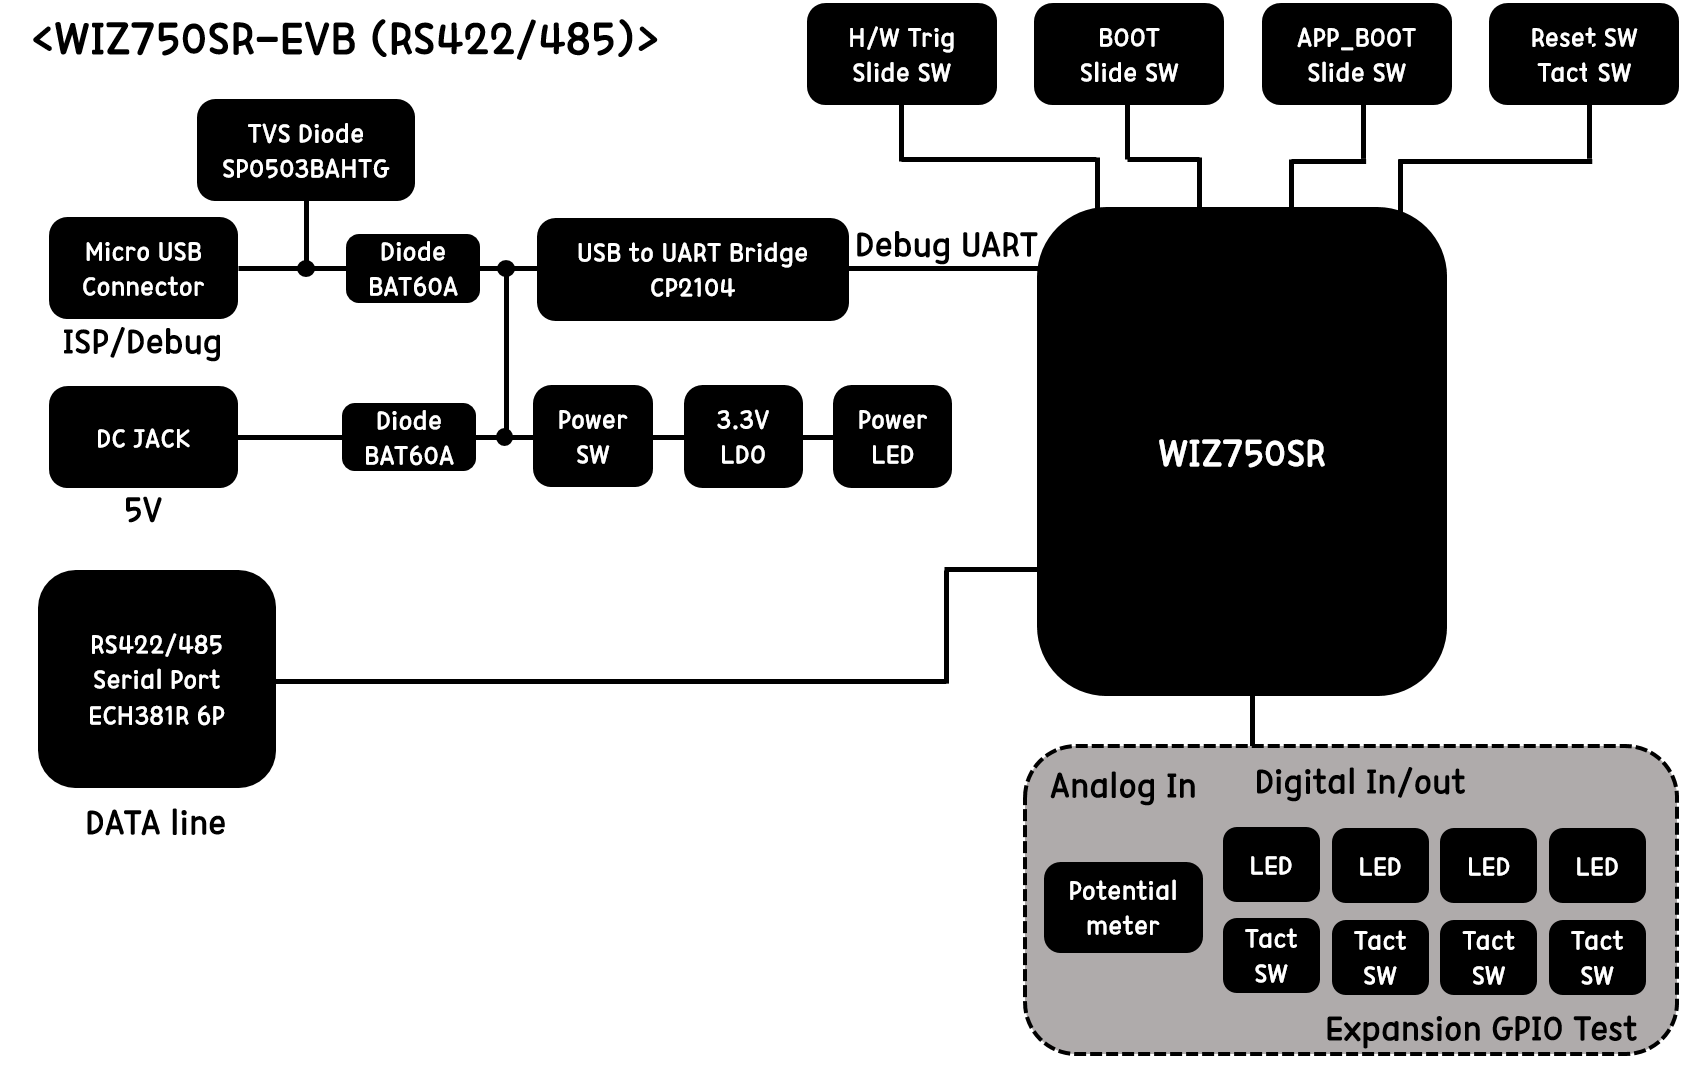 <WIZ750SR-EVB (RS422/485)>
H/W Trig
Slide SW
BOOT
Slide SW
APP_BOOT
Slide SW
Reset SW
Tact SW
TVS Diode
SP0503BAHTG
Micro USB
Connector
ISP/Debug
Diode
BAT60A
USB to UART Bridge
CP2104
Debug UART
DC JACK
5V
Diode
BAT60A
Power
SW
3.3V
LDO
Power
LED
WIZ750SR
RS422/485
Serial Port
ECH381R 6P
DATA line
Analog In
Digital In/out
Potential
meter
LED
LED
LED
LED
Tact
SW
Tact
SW
Tact
SW
Tact
SW
Expansion GPIO Test